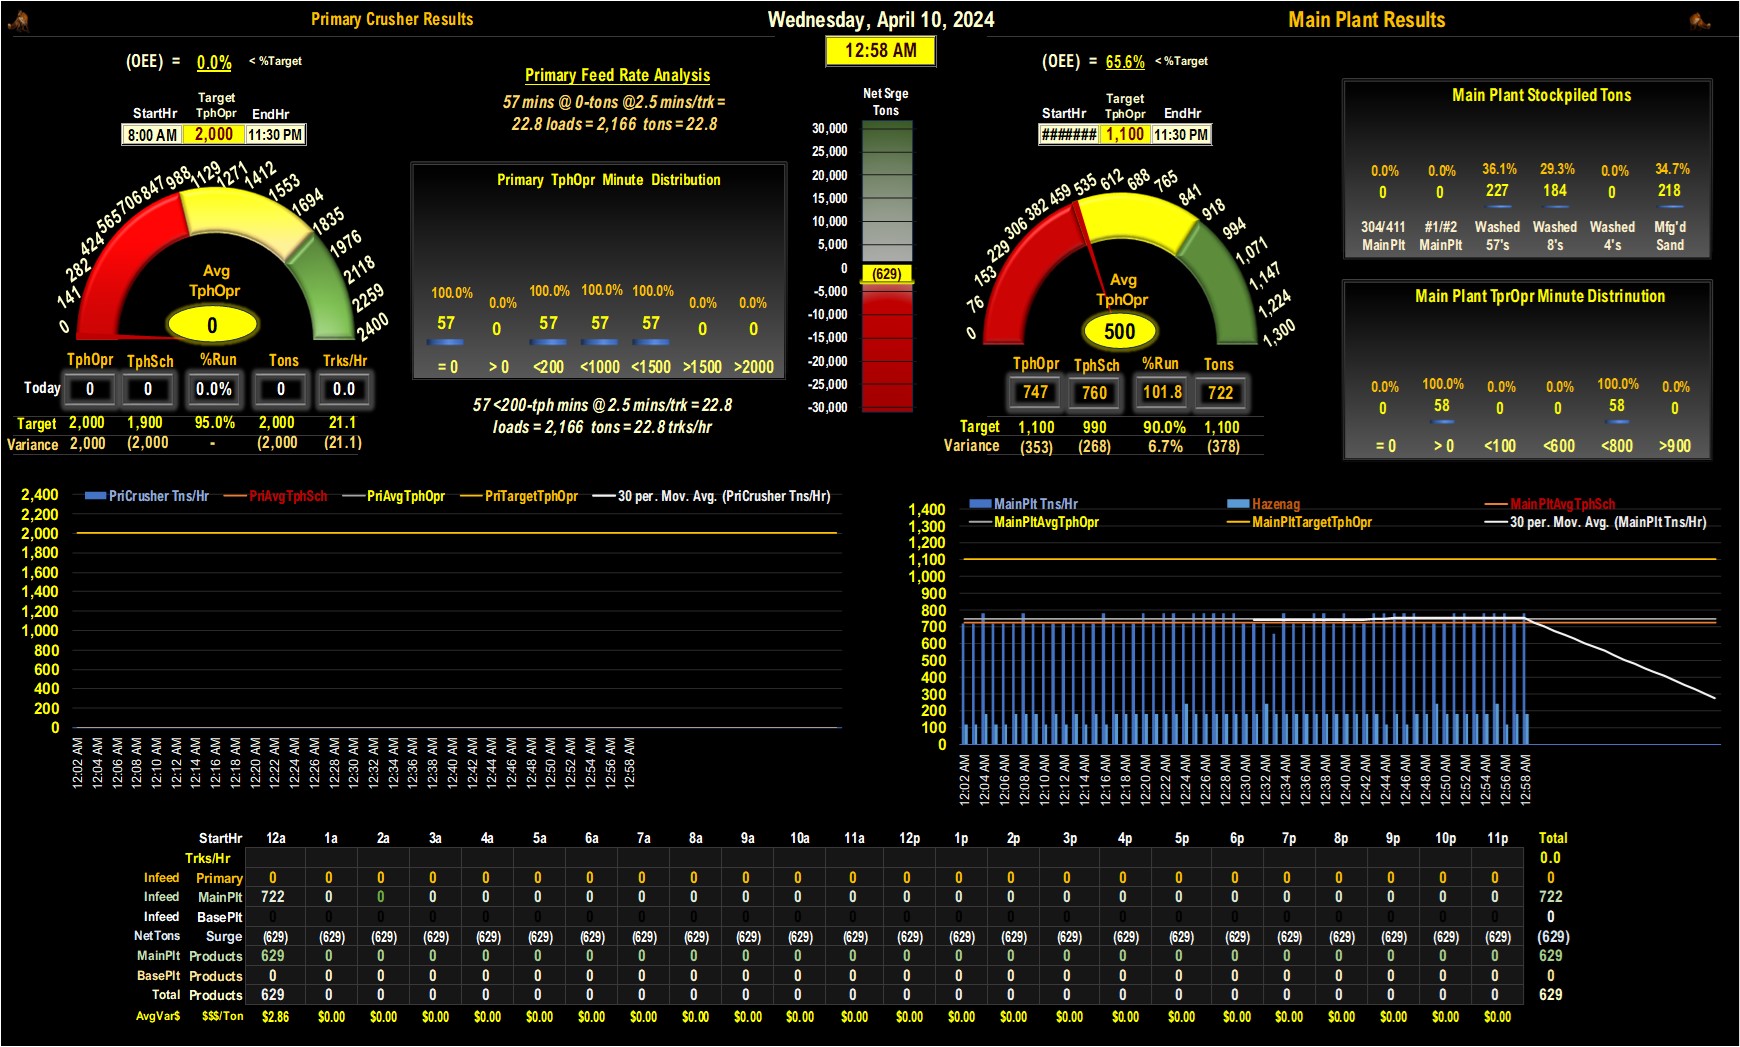 Primary Crusher Results
Wednesday, April 10, 2024
Main Plant Results
12:58 AM
(OEE) = 0.0% < %Target
Target
StartHr TphOpr EndHr
8:00 AM 2,000 11:30 PM
0 141 282 424 565 706 847 988 1129 1271 1412 1553 1694 1835 1976 2118 2259 2400
Avg
TphOpr
0
TphOpr TphSch %Run Tons Trks/Hr
Today 0 0 0.0% 0 0.0
Target 2,000 1,900 95.0% 2,000 21.1
Variance 2,000 (2,000 - (2,000 (21.1)
Primary Feed Rate Analysis
57 mins @ 0-tons @2.5 mins/trk =
22.8 loads = 2,166 tons = 22.8
Primary TphOpr Minute Distribution
100.0% 0.0% 100.0% 100.0% 100.0% 0.0% 0.0%
57 0 57 57 57 0 0
= 0 > 0 <200 <1000 <1500 >1500 >2000
57 <200-tph mins @ 2.5 mins/trk = 22.8
loads = 2,166 tons = 22.8 trks/hr
Net Srge
Tons
30,000
25,000
20,000
15,000
10,000
5,000
0
(629)
-5,000
-10,000
-15,000
-20,000
-25,000
-30,000
(OEE) = 65.6% < %Target
Target
StartHr TphOpr EndHr
####### 1,100 11:30 PM
0 76 153 229 306 382 459 535 612 688 765 841 918 994 1,071 1,147 1,224 1,300
Avg
TphOpr
500
TphOpr TphSch %Run Tons
747 760 101.8 722
Target 1,100 990 90.0% 1,100
Variance (353) (268) 6.7% (378)
Main Plant Stockpiled Tons
0.0% 0.0% 36.1% 29.3% 0.0% 34.7%
0 0 227 184 0 218
304/411 #1/#2 Washed Washed Washed Mfg'd
MainPlt MainPlt 57's 8's 4's Sand
Main Plant TprOpr Minute Distrinution
0.0% 100.0% 0.0% 0.0% 100.0% 0.0%
0 58 0 0 58 0
= 0 > 0 <100 <600 <800 >900
PriCrusher Tns/Hr PriAvgTphSch PriAvgTphOpr PriTargetTphOpr 30 per. Mov. Avg. (PriCrusher Tns/Hr)
2,400
2,200
2,000
1,800
1,600
1,400
1,200
1,000
800
600
400
200
0
12:02 AM 12:04 AM 12:06 AM 12:08 AM 12:10 AM 12:12 AM 12:14 AM 12:16 AM 12:18 AM 12:20 AM 12:22 AM 12:24 AM 12:26 AM 12:28 AM 12:30 AM 12:32 AM 12:34 AM 12:36 AM 12:38 AM 12:40 AM 12:42 AM 12:44 AM 12:46 AM 12:48 AM 12:50 AM 12:52 AM 12:54 AM 12:56 AM 12:58 AM
MainPlt Tns/Hr Hazenag MainPltAvgTphSch
MainPltAvgTphOpr MainPltTargetTphOpr 30 per. Mov. Avg. (MainPlt Tns/Hr)
1,400
1,300
1,200
1,100
1,000
900
800
700
600
500
400
300
200
100
0
12:02 AM 12:04 AM 12:06 AM 12:08 AM 12:10 AM 12:12 AM 12:14 AM 12:16 AM 12:18 AM 12:20 AM 12:22 AM 12:24 AM 12:26 AM 12:28 AM 12:30 AM 12:32 AM 12:34 AM 12:36 AM 12:38 AM 12:40 AM 12:42 AM 12:44 AM 12:46 AM 12:48 AM 12:50 AM 12:52 AM 12:54 AM 12:56 AM 12:58 AM
StartHr 12a 1a 2a 3a 4a 5a 6a 7a 8a 9a 10a 11a 12p 1p 2p 3p 4p 5p 6p 7p 8p 9p 10p 11p Total
Trks/Hr 0.0
Infeed Primary 0 0 0 0 0 0 0 0 0 0 0 0 0 0 0 0 0 0 0 0 0 0 0 0 0
Infeed MainPlt 722 0 0 0 0 0 0 0 0 0 0 0 0 0 0 0 0 0 0 0 0 0 0 0 722
Infeed BasePlt 0 0 0 0 0 0 0 0 0 0 0 0 0 0 0 0 0 0 0 0 0 0 0 0 0
NetTons Surge (629) (629) (629) (629) (629) (629) (629) (629) (629) (629) (629) (629) (629) (629) (629) (629) (629) (629) (629) (629) (629) (629) (629) (629) (629)
MainPlt Products 629 0 0 0 0 0 0 0 0 0 0 0 0 0 0 0 0 0 0 0 0 0 0 0 629
BasePlt Products 0 0 0 0 0 0 0 0 0 0 0 0 0 0 0 0 0 0 0 0 0 0 0 0 0
Total Products 629 0 0 0 0 0 0 0 0 0 0 0 0 0 0 0 0 0 0 0 0 0 0 0 629
AvgVar$ $$$/Ton $2.86 $0.00 $0.00 $0.00 $0.00 $0.00 $0.00 $0.00 $0.00 $0.00 $0.00 $0.00 $0.00 $0.00 $0.00 $0.00 $0.00 $0.00 $0.00 $0.00 $0.00 $0.00 $0.00 $0.00